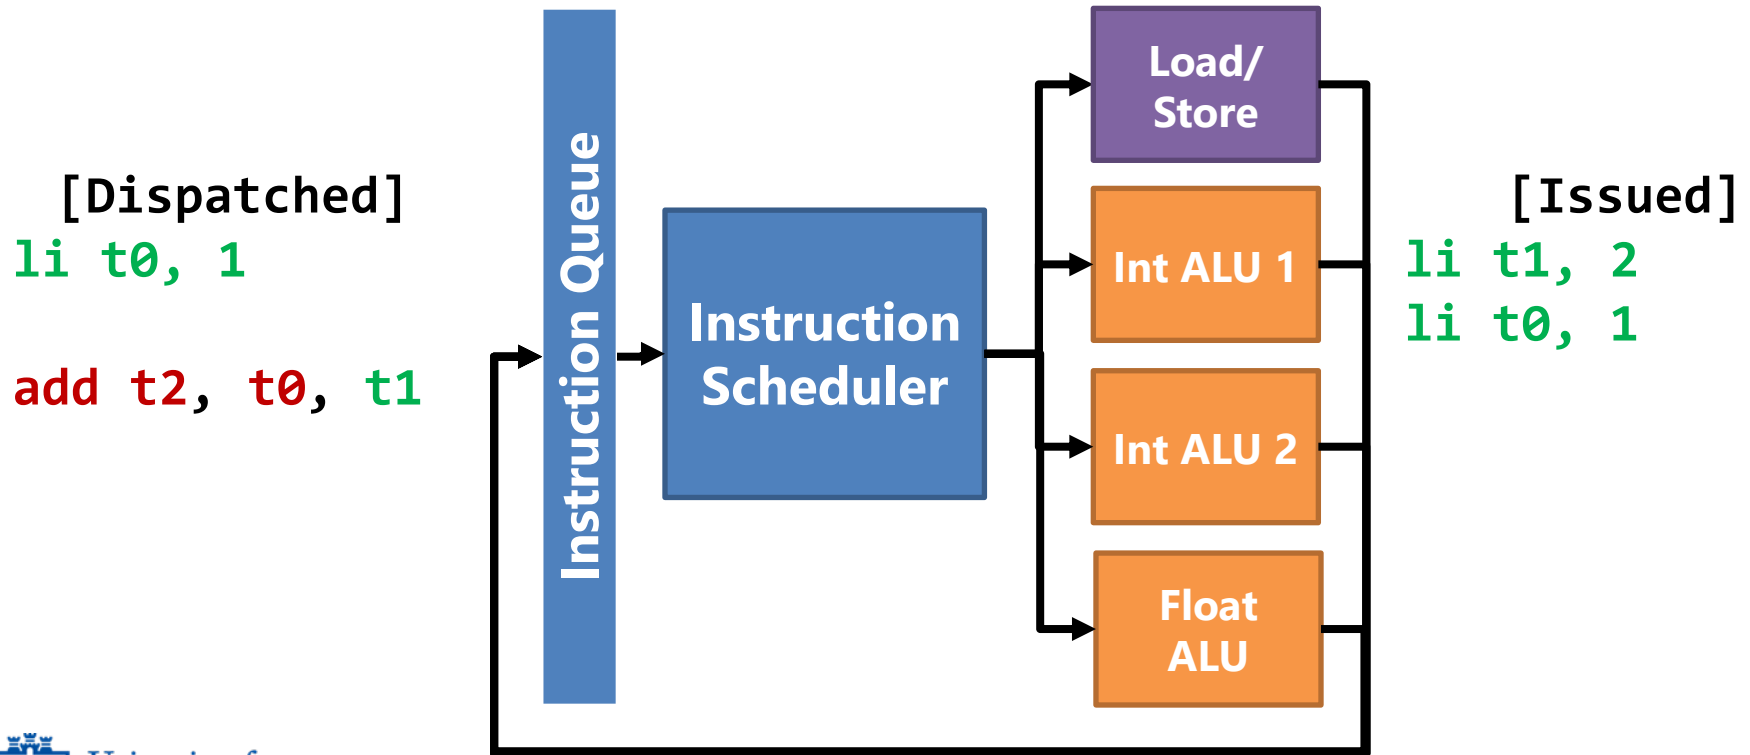 [Dispatched]
li t0, 1
add t2, t0, t1
Instruction Queue
Instruction
Scheduler
Load/
Store
Int ALU 1
Int ALU 2
Float
ALU
[Issued]
li t1, 2
li t0, 1